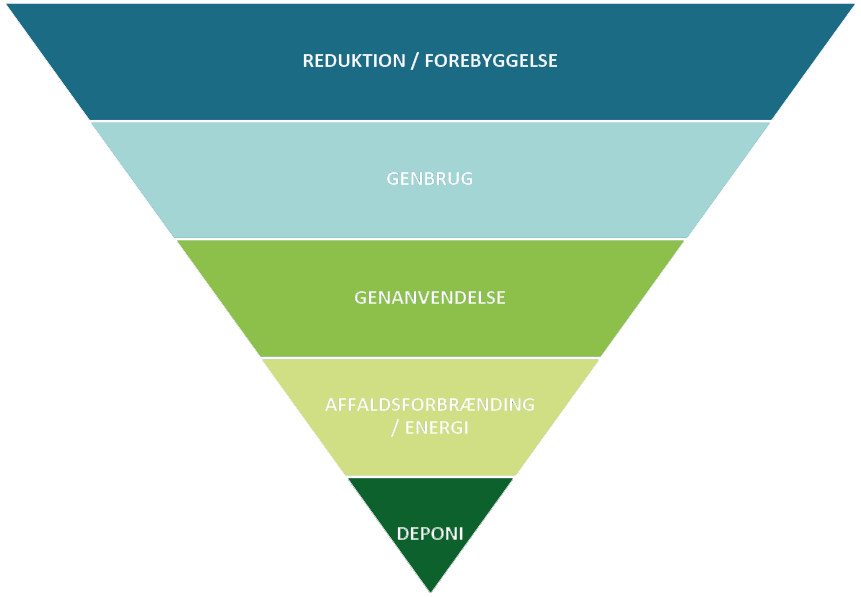 REDUKTION / FOREBYGGELSE
GENBRUG
GENANVENDELSE
AFFALDSFORBRÆNDING
/ ENERGI
DEPONI